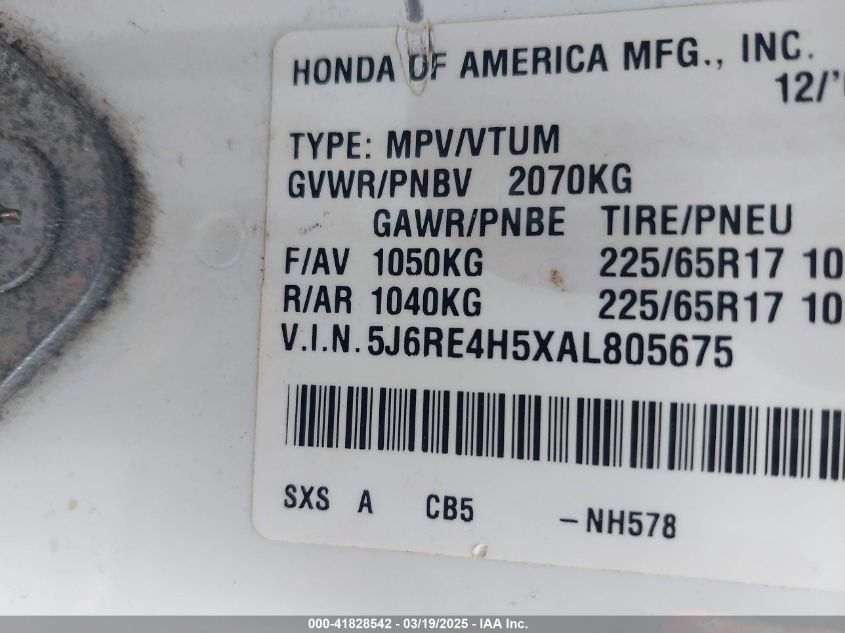 HONDA OF AMERICA MFG., INC.
12/'
TYPE: MPV/VTUM
GVWR/PNBV 2070KG
GAWR/PNBE TIRE/PNEU
F/AV 1050KG 225/65R17 10
R/AR 1040KG 225/65R17 10
V.I.N. 5J6RE4H5XAL805675
SXS A CB5 -NH578
000-41828542 - 03/19/2025 - IAA Inc.